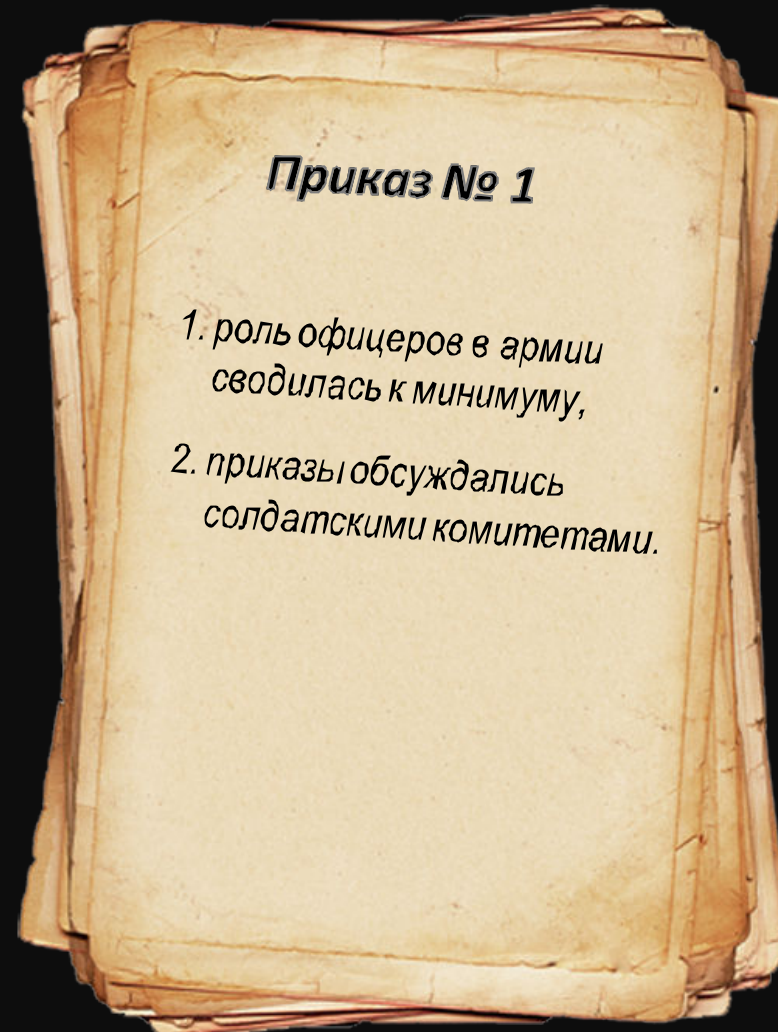 Приказ № 1
1. роль офицеров в армии
сводилась к минимуму,
2. приказы обсуждались
солдатскими комитетами.